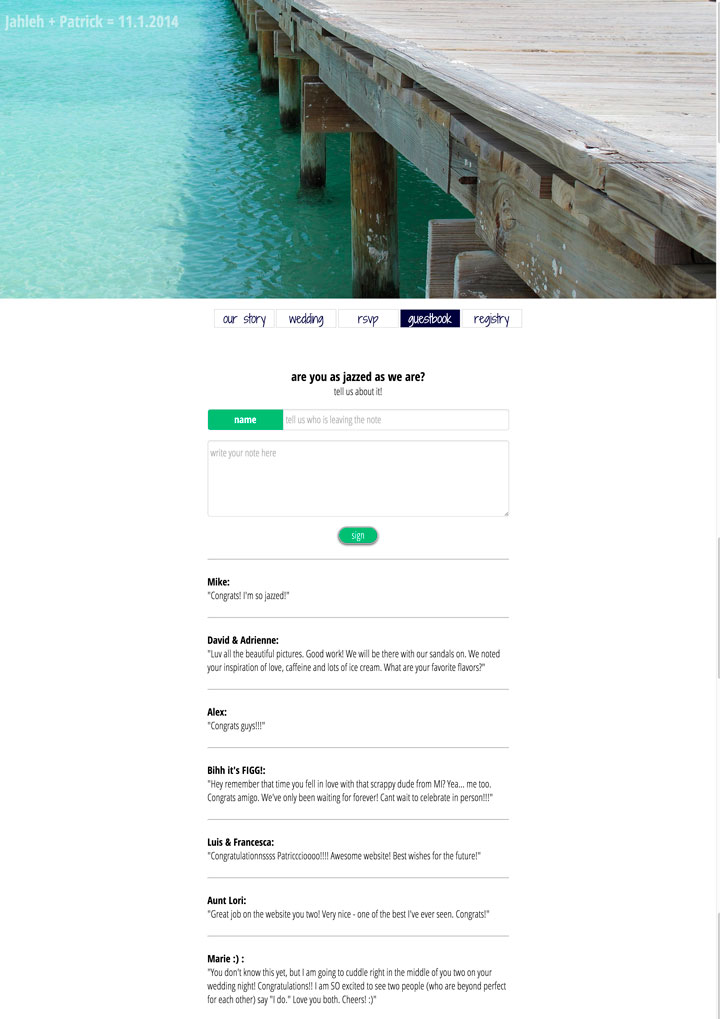 Jahleh + Patrick = 11.1.2014
our story
wedding
rsvp
guestbook
registry
are you as jazzed as we are?
tell us about it!
name
tell us who is leaving the note
write your note here
sign
Mike:
"Congrats! I'm so jazzed!"
David & Adrienne:
"Luv all the beautiful pictures. Good work! We will be there with our sandals on. We noted
your inspiration of love, caffeine and lots of ice cream. What are your favorite flavors?"
Alex:
"Congrats guys!!!"
Bihh it's FIGG!:
"Hey remember that time you fell in love with that scrappy dude from MI? Yea... me too.
Congrats amigo. We've only been waiting for forever! Cant wait to celebrate in person!!!"
Luis & Francesca:
"Congratulationnssss Patricccioooo!!!! Awesome website! Best wishes for the future!"
Aunt Lori:
"Great job on the website you two! Very nice - one of the best I've ever seen. Congrats!"
Marie :) :
"You don't know this yet, but I am going to cuddle right in the middle of you two on your
wedding night! Congratulations!! I am SO excited to see two people (who are beyond perfect
for each other) say "I do." Love you both. Cheers! :)"